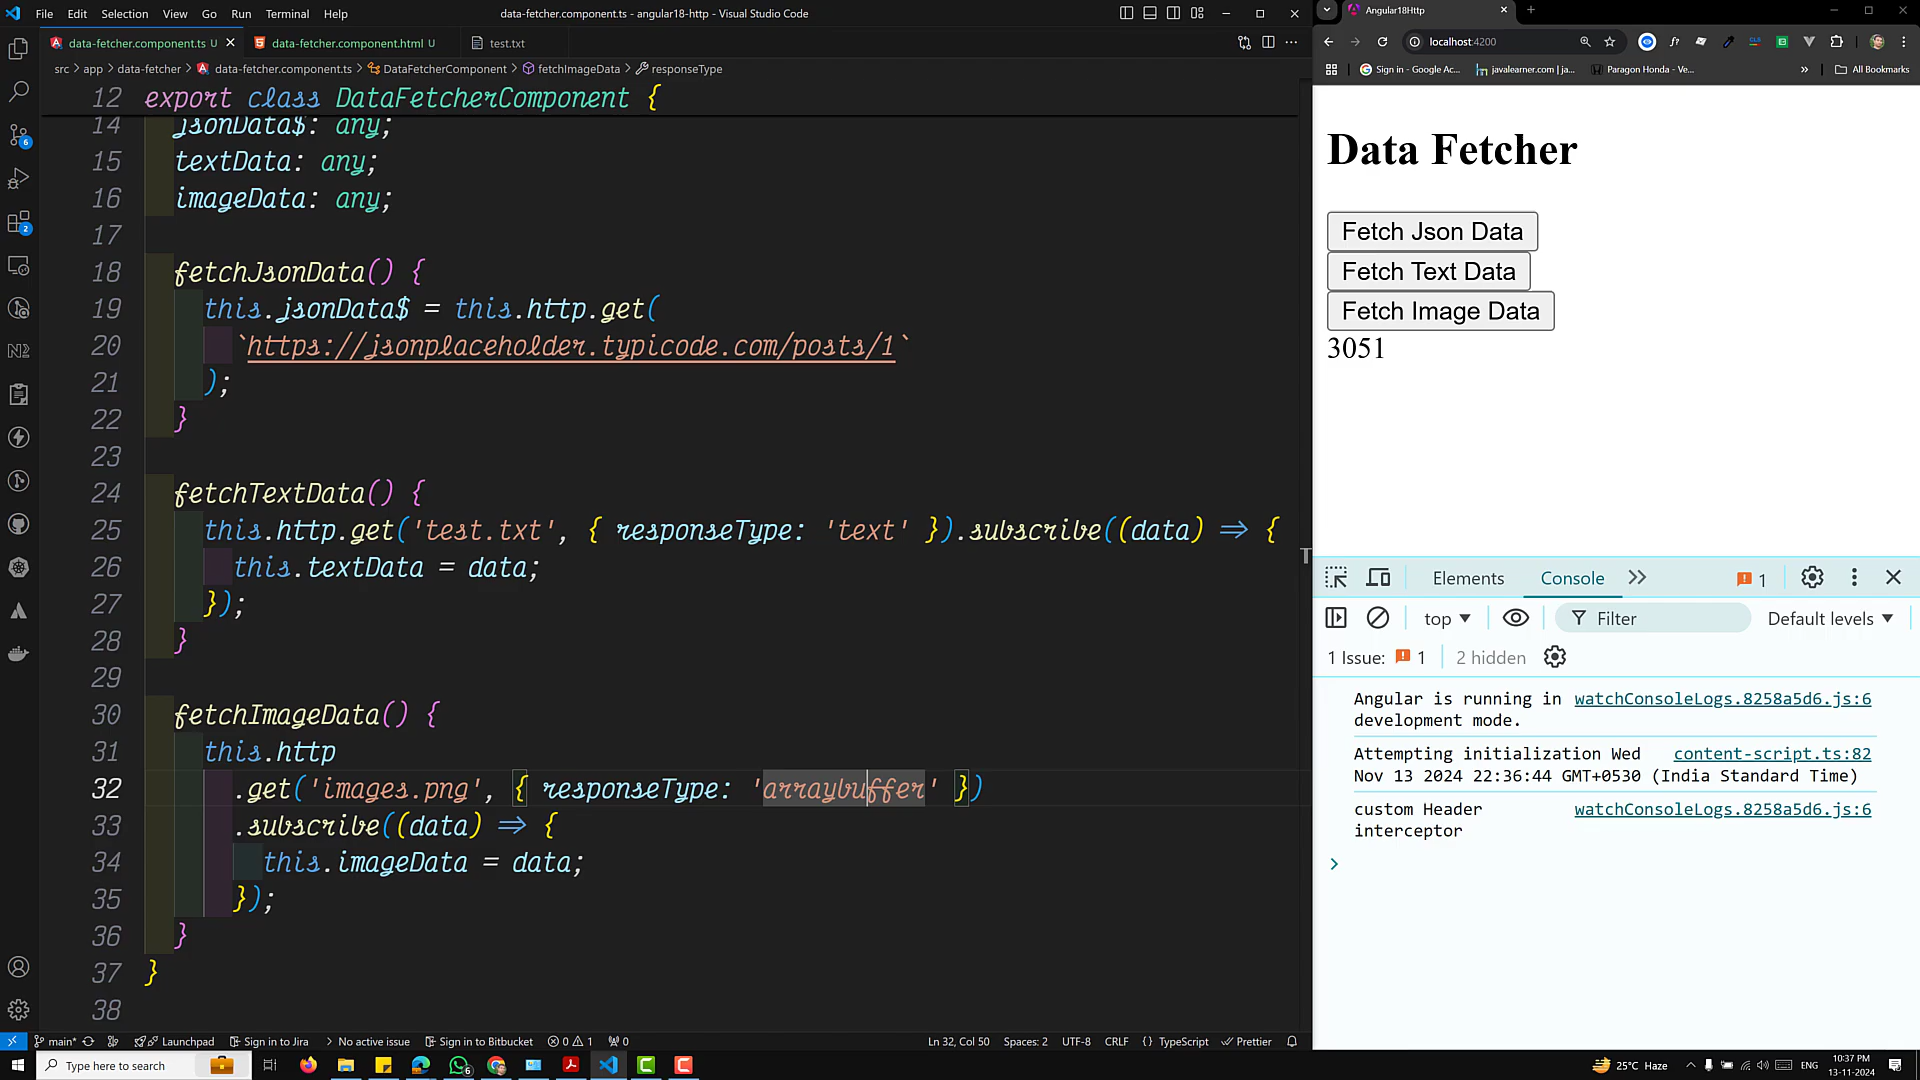 File Edit Selection View Go Run Terminal Help
data-fetcher.component.ts - angular18-http - Visual Studio Code
data-fetcher.component.ts U
data-fetcher.component.html U
test.txt
src > app > data-fetcher > data-fetcher.component.ts > DataFetcherComponent > fetchImageData > responseType
12 export class DataFetcherComponent {
14 jsonData$: any;
15 textData: any;
16 imageData: any;
17
18 fetchJsonData() {
19 this.jsonData$ = this.http.get(
20 `https://jsonplaceholder.typicode.com/posts/1`
21 );
22 }
23
24 fetchTextData() {
25 this.http.get('test.txt', { responseType: 'text' }).subscribe((data) => {
26 this.textData = data;
27 });
28 }
29
30 fetchImageData() {
31 this.http
32 .get('images.png', { responseType: 'arraybuffer' })
33 .subscribe((data) => {
34 this.imageData = data;
35 });
36 }
37 }
38
main* Launchpad Sign in to Jira No active issue Sign in to Bitbucket 0 1 0
Ln 32, Col 50 Spaces: 2 UTF-8 CRLF {} TypeScript Prettier
Angular18Http
localhost:4200
Sign in - Google Ac... javalearner.com | ja... Paragon Honda - Ve... » All Bookmarks
Data Fetcher
Fetch Json Data
Fetch Text Data
Fetch Image Data
3051
Elements Console 1
top Filter Default levels
1 Issue: 1 2 hidden
Angular is running in watchConsoleLogs.8258a5d6.js:6
development mode.
Attempting initialization Wed content-script.ts:82
Nov 13 2024 22:36:44 GMT+0530 (India Standard Time)
custom Header watchConsoleLogs.8258a5d6.js:6
interceptor
Type here to search
25°C Haze ENG 10:37 PM
13-11-2024